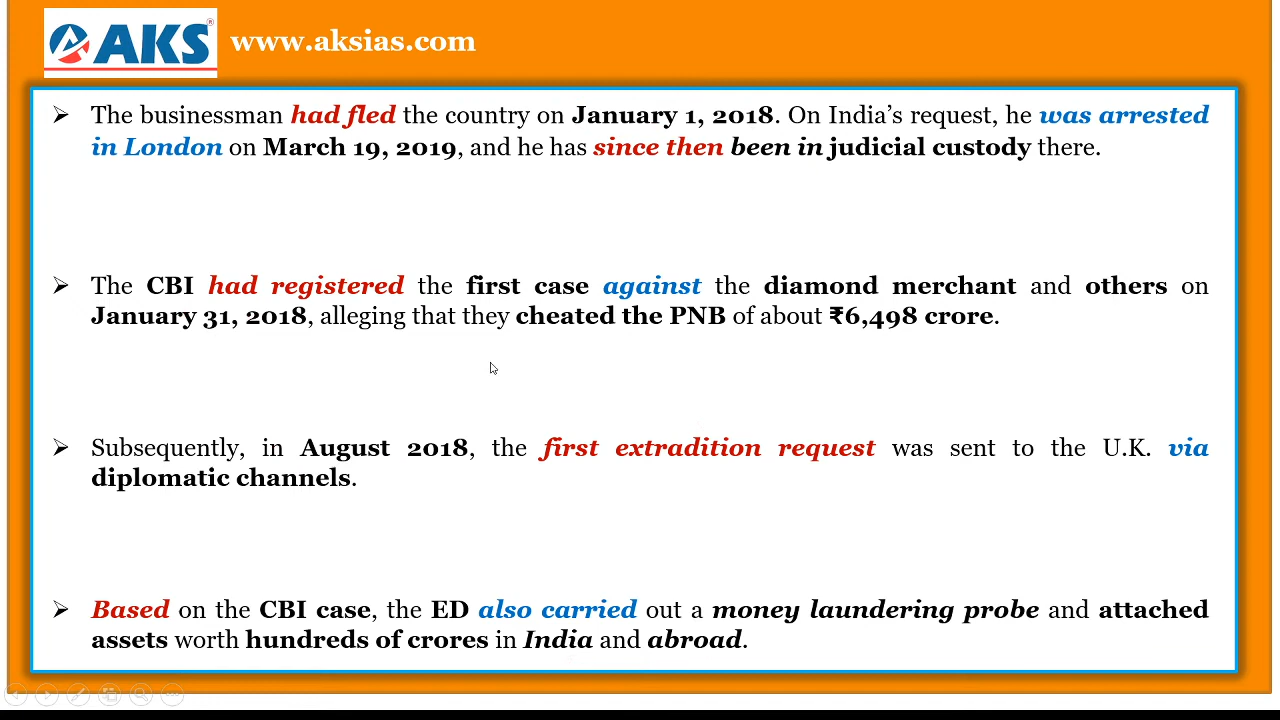 AKS® www.aksias.com
➢ The businessman had fled the country on January 1, 2018. On India’s request, he was arrested
in London on March 19, 2019, and he has since then been in judicial custody there.
➢ The CBI had registered the first case against the diamond merchant and others on
January 31, 2018, alleging that they cheated the PNB of about ₹6,498 crore.
➢ Subsequently, in August 2018, the first extradition request was sent to the U.K. via
diplomatic channels.
➢ Based on the CBI case, the ED also carried out a money laundering probe and attached
assets worth hundreds of crores in India and abroad.